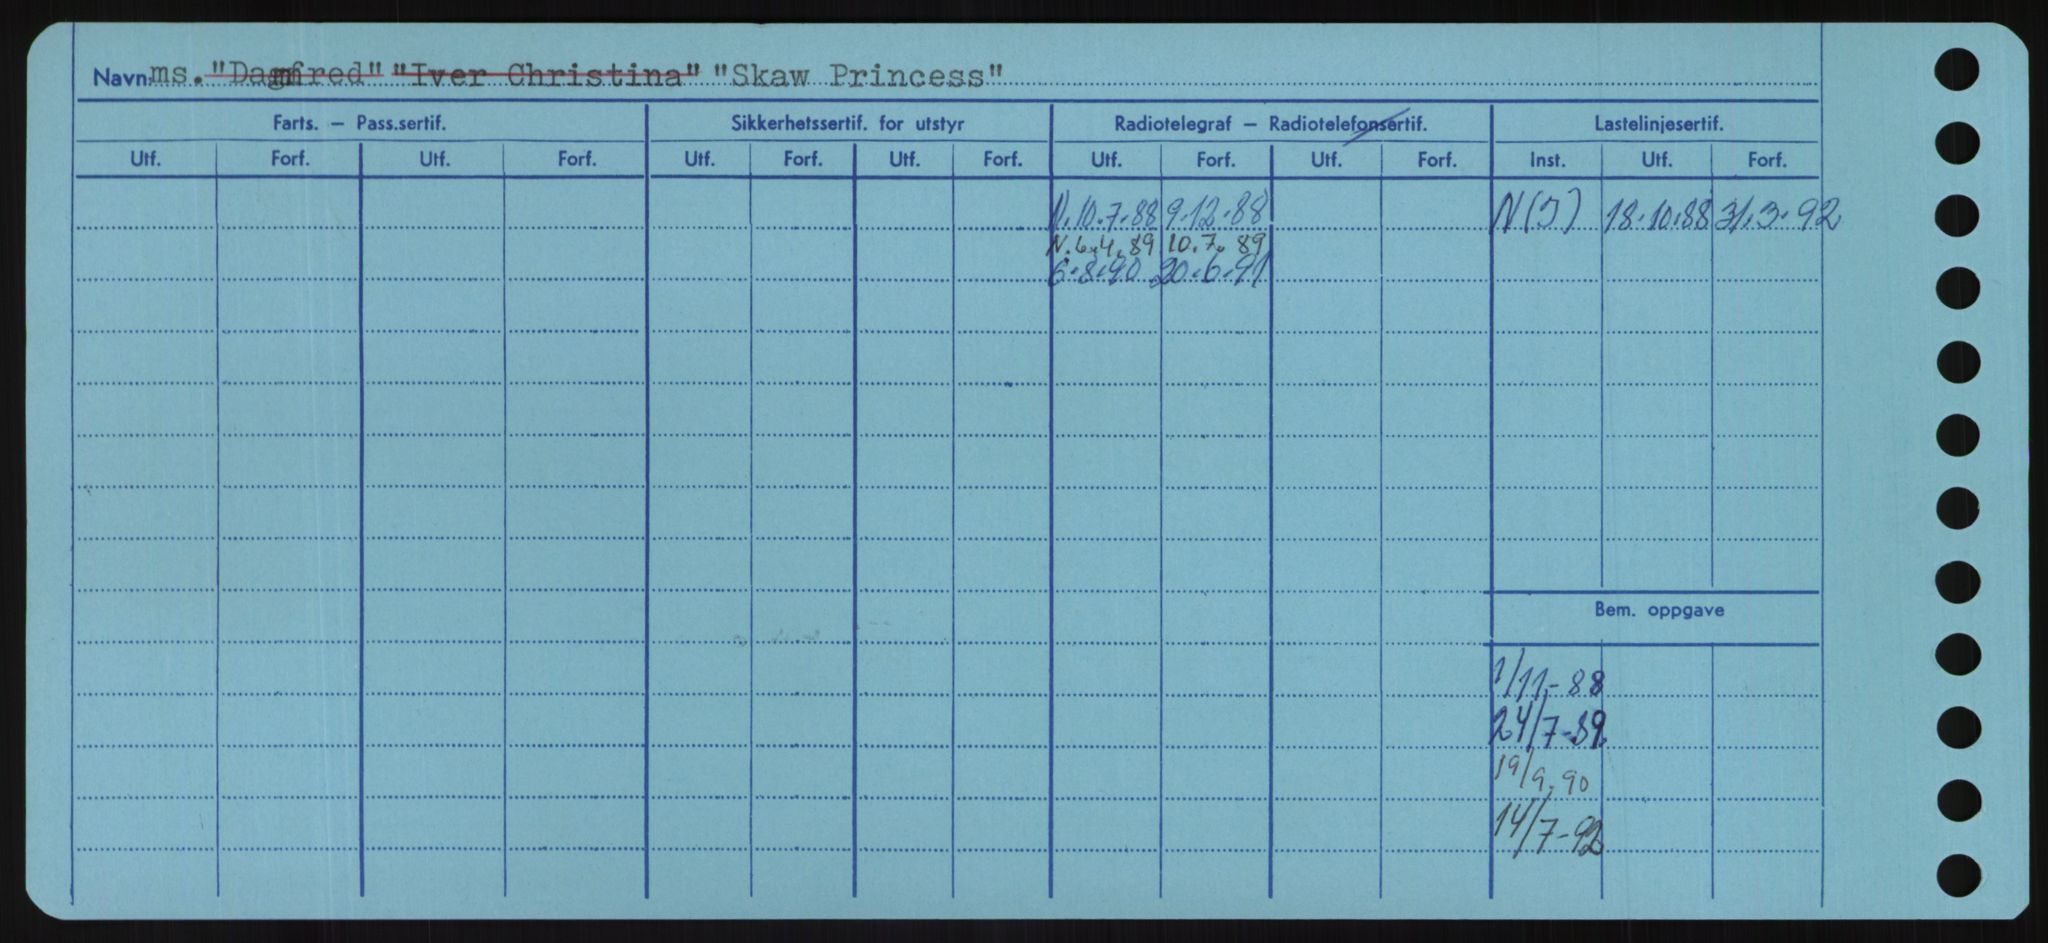 Navn: ms. "Dagnfred" "Iver Christina" "Skaw Princess"
Farts. — Pass.sertif. Sikkerhetssertif. for utstyr Radiotelegraf — Radiotelefonsertif. Lastelinjesertif.
Utf. Forf. Utf. Forf. Utf. Forf. Utf. Forf. Utf. Forf. Utf. Forf. Inst. Utf. Forf.
N.10.7.88 9.12.88 N(J) 18.10.88 31.3.92
N.6.4.89 10.7.89
6.8.90 30.6.91
Bem. oppgave
1/11-88
24/7-89
19/9.90
14/7-92